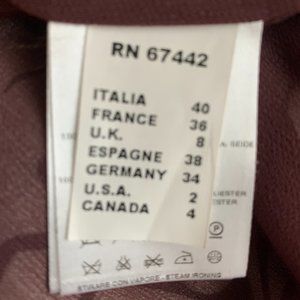 RN 67442
ITALIA 40
FRANCE 36
U.K. 8
ESPAGNE 38
GERMANY 34
U.S.A. 2
CANADA 4
SEIDE
P
STIRARE CON VAPORE - STEAM IRONING